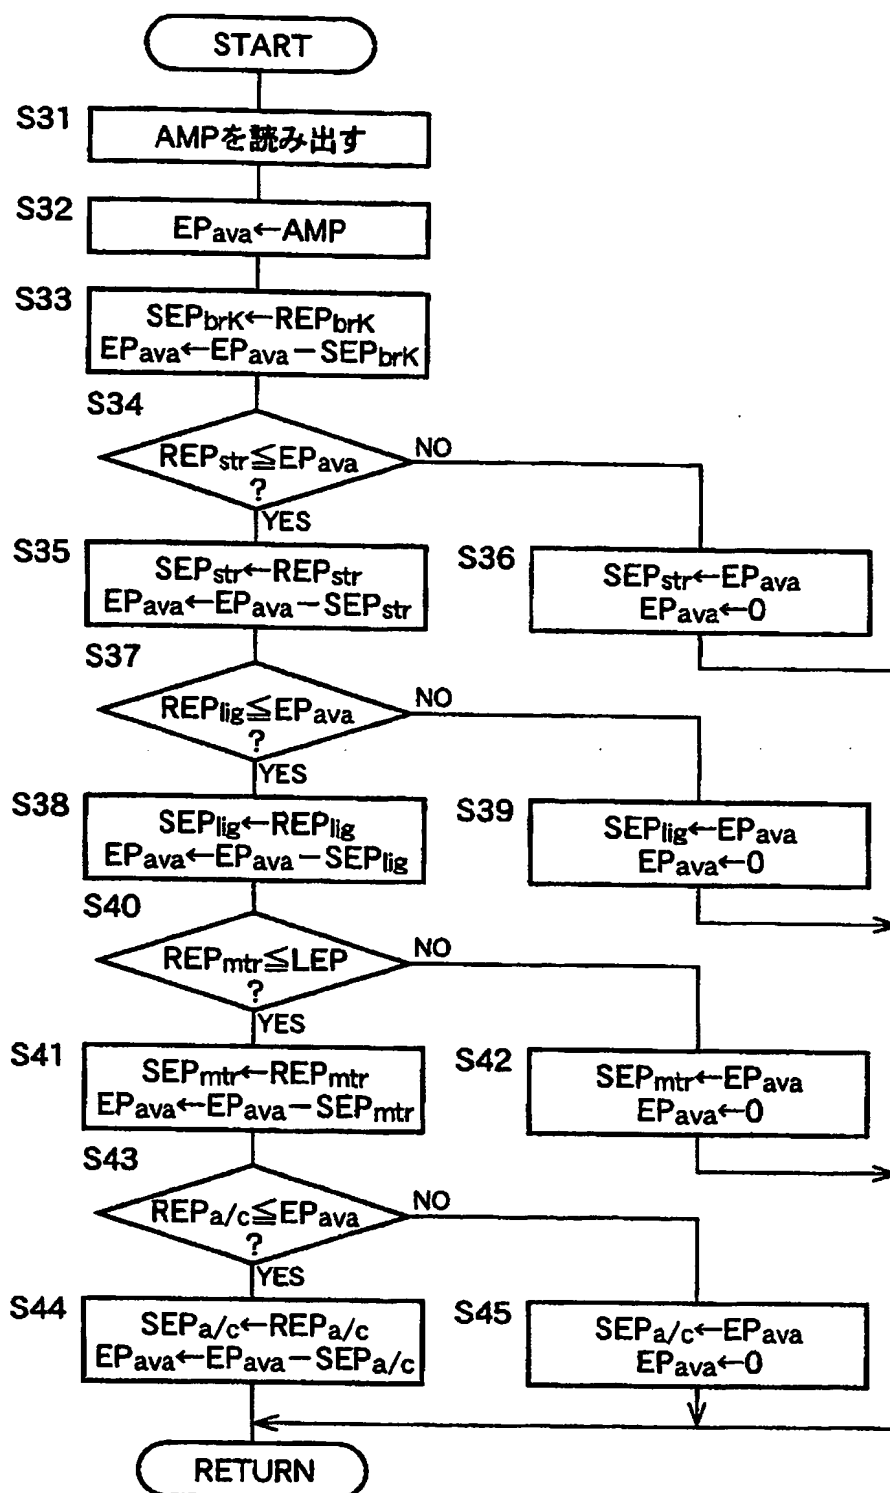 START
S31
AMPを読み出す
S32
EPava←AMP
S33
SEPbrK←REPbrK
EPava←EPava−SEPbrK
S34
REPstr≦EPava
?
NO
YES
S35
SEPstr←REPstr
EPava←EPava−SEPstr
S36
SEPstr←EPava
EPava←0
S37
REPlig≦EPava
?
NO
YES
S38
SEPlig←REPlig
EPava←EPava−SEPlig
S39
SEPlig←EPava
EPava←0
S40
REPmtr≦LEP
?
NO
YES
S41
SEPmtr←REPmtr
EPava←EPava−SEPmtr
S42
SEPmtr←EPava
EPava←0
S43
REPa/c≦EPava
?
NO
YES
S44
SEPa/c←REPa/c
EPava←EPava−SEPa/c
S45
SEPa/c←EPava
EPava←0
RETURN